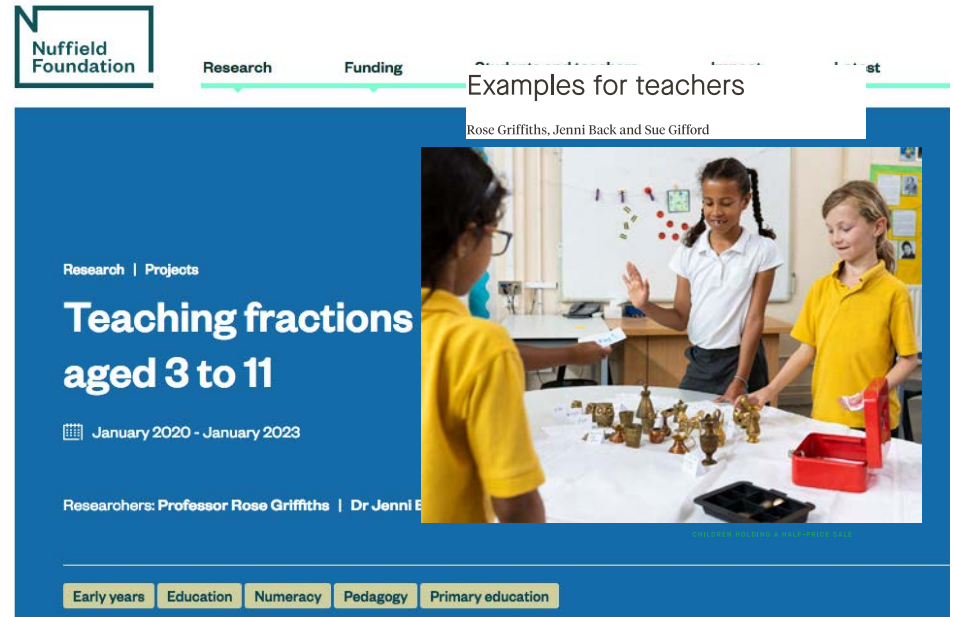 Nuffield
Foundation
Research
Funding
Examples for teachers
Rose Griffiths, Jenni Back and Sue Gifford
Research | Projects
Teaching fractions
aged 3 to 11
January 2020 - January 2023
Researchers: Professor Rose Griffiths | Dr Jenni
CHILDREN HOLDING A HALF-PRICE SALE
Early years
Education
Numeracy
Pedagogy
Primary education